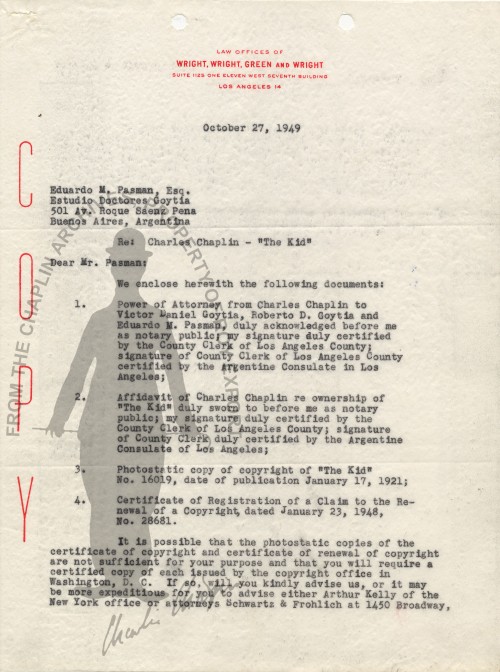 LAW OFFICES OF
WRIGHT, WRIGHT, GREEN AND WRIGHT
SUITE 1125 ONE ELEVEN WEST SEVENTH BUILDING
LOS ANGELES 14
October 27, 1949
COPY
Eduardo M. Pasman, Esq.
Estudio Doctores Goytia
501 Av. Roque Saenz Pena
Buenos Aires, Argentina
Re: Charles Chaplin - "The Kid"
Dear Mr. Pasman:
We enclose herewith the following documents:
1. Power of Attorney from Charles Chaplin to
Victor Daniel Goytia, Roberto D. Goytia and
Eduardo M. Pasman, duly acknowledged before me
as notary public; my signature duly certified
by the County Clerk of Los Angeles County;
signature of County Clerk of Los Angeles County
certified by the Argentine Consulate in Los
Angeles;
2. Affidavit of Charles Chaplin re ownership of
"The Kid" duly sworn to before me as notary
public; my signature duly certified by the
County Clerk of Los Angeles County; signature
of County Clerk duly certified by the Argentine
Consulate of Los Angeles;
3. Photostatic copy of copyright of "The Kid"
No. 16019, date of publication January 17, 1921;
4. Certificate of Registration of a Claim to the Re-
newal of a Copyright, dated January 23, 1948,
No. 28681.
It is possible that the photostatic copies of the
certificate of copyright and certificate of renewal of copyright
are not sufficient for your purpose and that you will require a
certified copy of each issued by the copyright office in
Washington, D. C. If so, will you kindly advise us, or it may
be more expeditious for you to advise either Arthur Kelly of the
New York office or attorneys Schwartz & Frohlich at 1450 Broadway,
FROM THE CHAPLIN
PROPERTY OF
Charlie